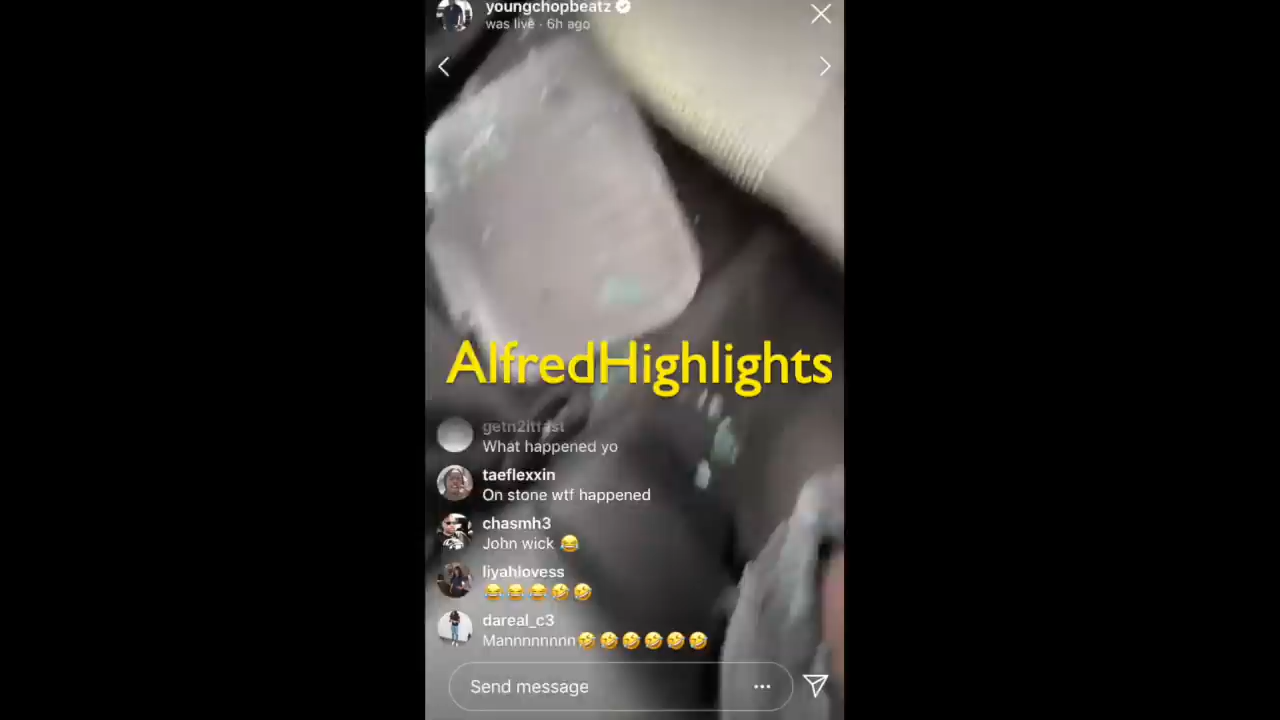 youngchopbeatz
was live · 6h ago
AlfredHighlights
getn2itfast
What happened yo
taeflexxin
On stone wtf happened
chasmh3
John wick 😂
liyahlovess
😂😂😂🤣🤣
dareal_c3
Mannnnnnnn🤣🤣🤣🤣🤣🤣
Send message